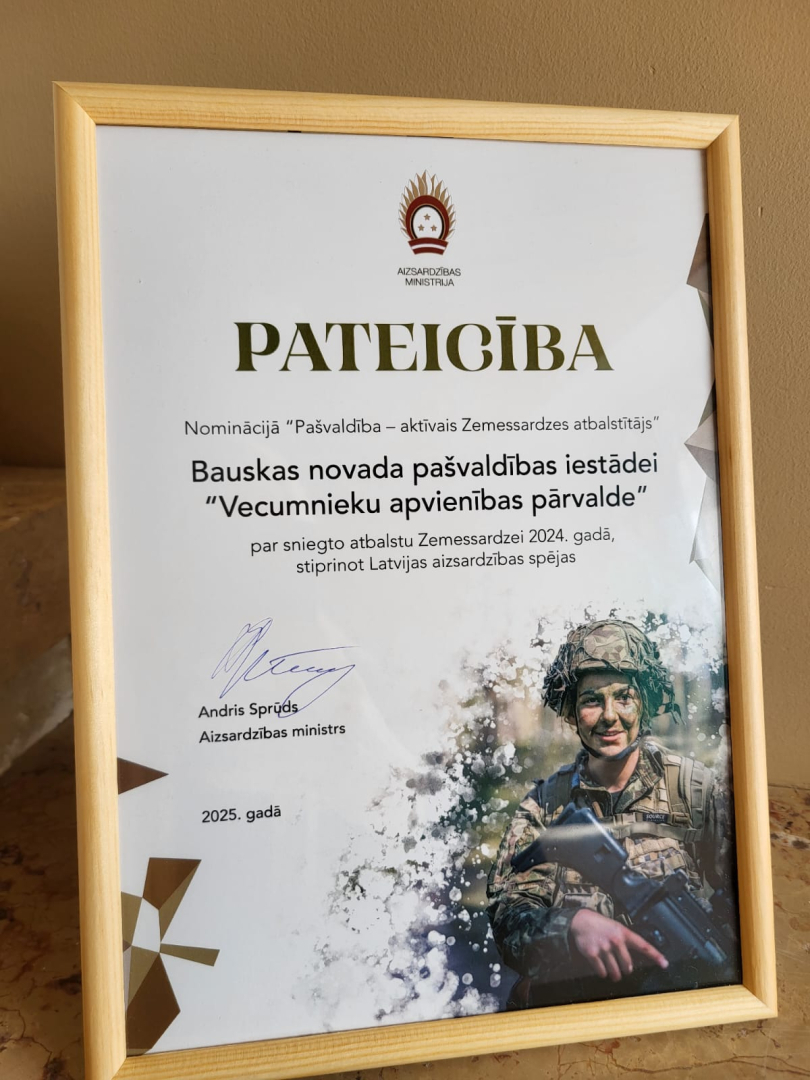 AIZSARDZĪBAS
MINISTRIJA
PATEICĪBA
Nominācijā “Pašvaldība – aktīvais Zemessardzes atbalstītājs”
Bauskas novada pašvaldības iestādei
“Vecumnieku apvienības pārvalde”
par sniegto atbalstu Zemessardzei 2024. gadā,
stiprinot Latvijas aizsardzības spējas
Andris Sprūds
Aizsardzības ministrs
2025. gadā
SOURCE